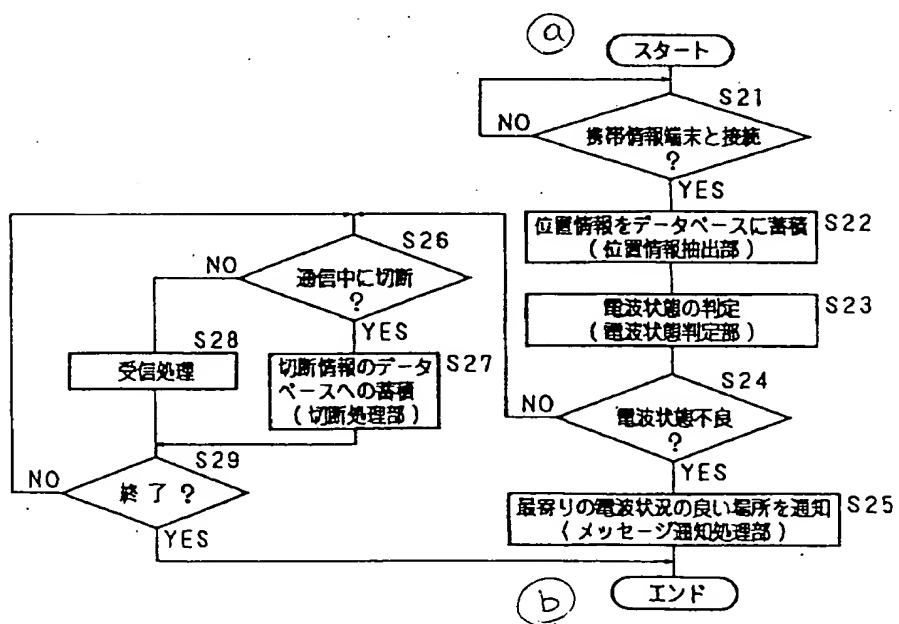 a
スタート
S21
NO
携帯情報端末と接続
?
YES
位置情報をデータベースに蓄積
(位置情報抽出部)
S22
電波状態の判定
(電波状態判定部)
S23
S24
NO
電波状態不良
?
YES
最寄りの電波状況の良い場所を通知
(メッセージ通知処理部)
S25
S26
NO
通信中に切断
?
YES
S28
受信処理
切断情報のデータ
ベースへの蓄積
(切断処理部)
S27
S29
NO
終了?
YES
b
エンド